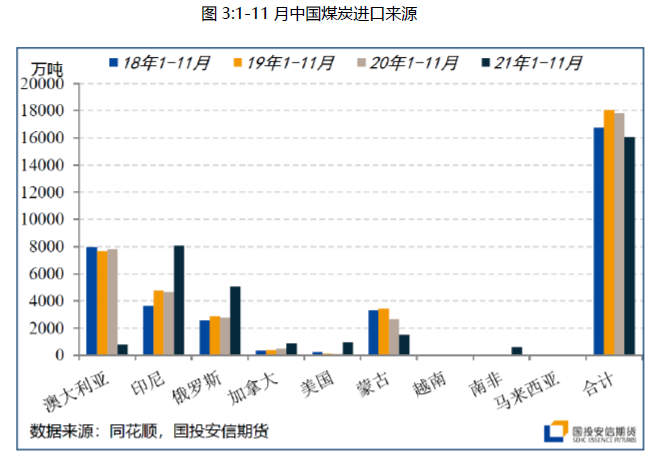 图 3:1-11 月中国煤炭进口来源
万吨
18年1-11月 19年1-11月 20年1-11月 21年1-11月
20000
18000
16000
14000
12000
10000
8000
6000
4000
2000
0
澳大利亚 印尼 俄罗斯 加拿大 美国 蒙古 越南 南非 马来西亚 合计
数据来源：同花顺，国投安信期货
国投安信期货
SDIC ESSENCE FUTURES